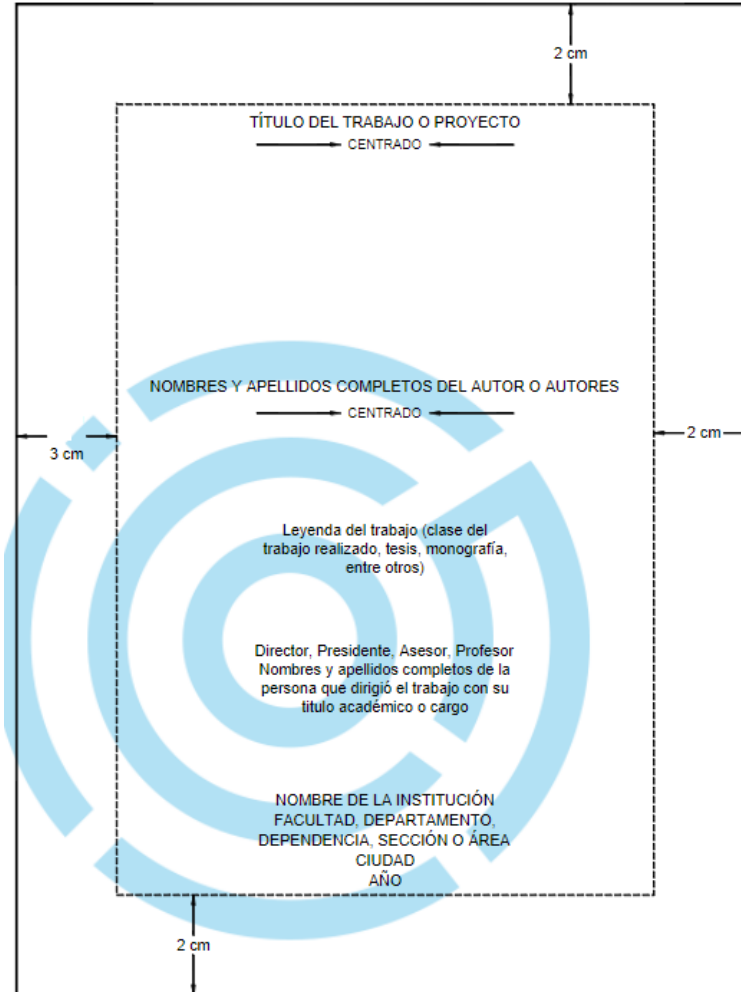 2 cm
TÍTULO DEL TRABAJO O PROYECTO
CENTRADO
NOMBRES Y APELLIDOS COMPLETOS DEL AUTOR O AUTORES
CENTRADO
3 cm
2 cm
Leyenda del trabajo (clase del
trabajo realizado, tesis, monografía,
entre otros)
Director, Presidente, Asesor, Profesor
Nombres y apellidos completos de la
persona que dirigió el trabajo con su
titulo académico o cargo
NOMBRE DE LA INSTITUCIÓN
FACULTAD, DEPARTAMENTO,
DEPENDENCIA, SECCIÓN O ÁREA
CIUDAD
AÑO
2 cm